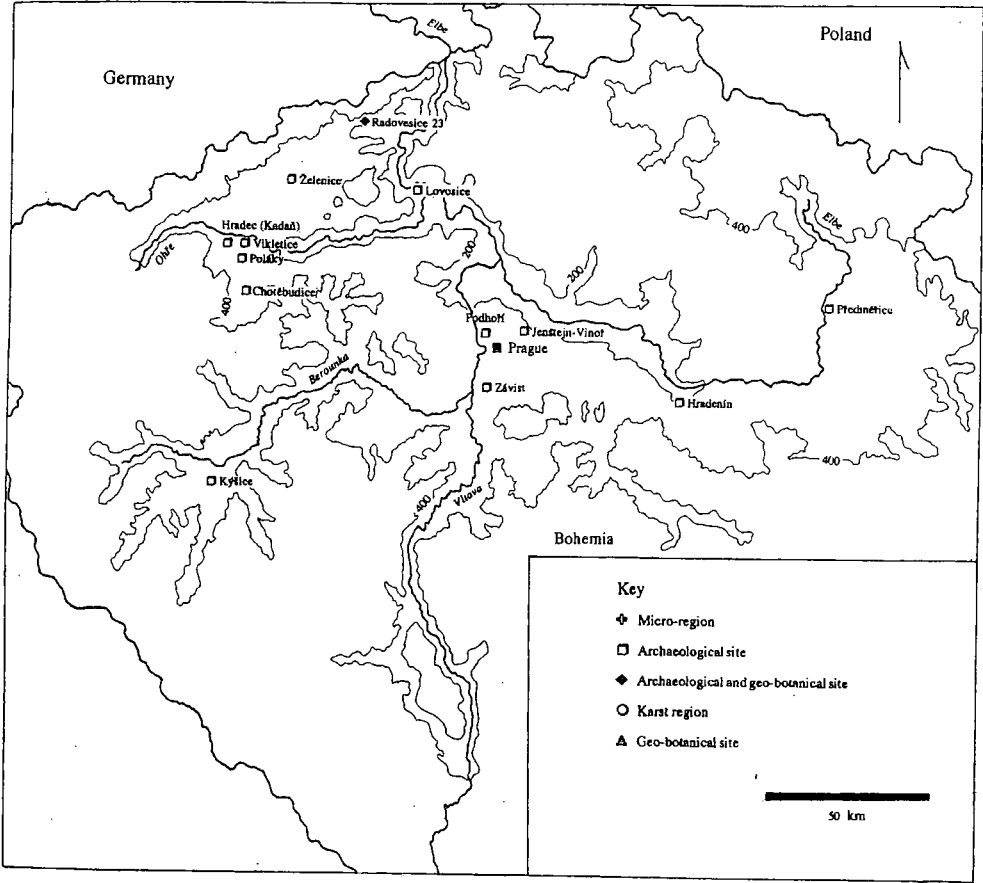 Elbe
Poland
Germany
Radovesice 23
Želenice
Lovosice
Elbe
400
Hradec (Kadaň)
Vikletice
Ohře
Poláky
200
200
400
Chotěbudice
Předměřice
Podhoří
Jenštejn-Vinoř
Prague
Berounka
Závist
Hradenín
400
Kyšice
400
Vltava
Bohemia
Key
Micro-region
Archaeological site
Archaeological and geo-botanical site
Karst region
Geo-botanical site
50 km